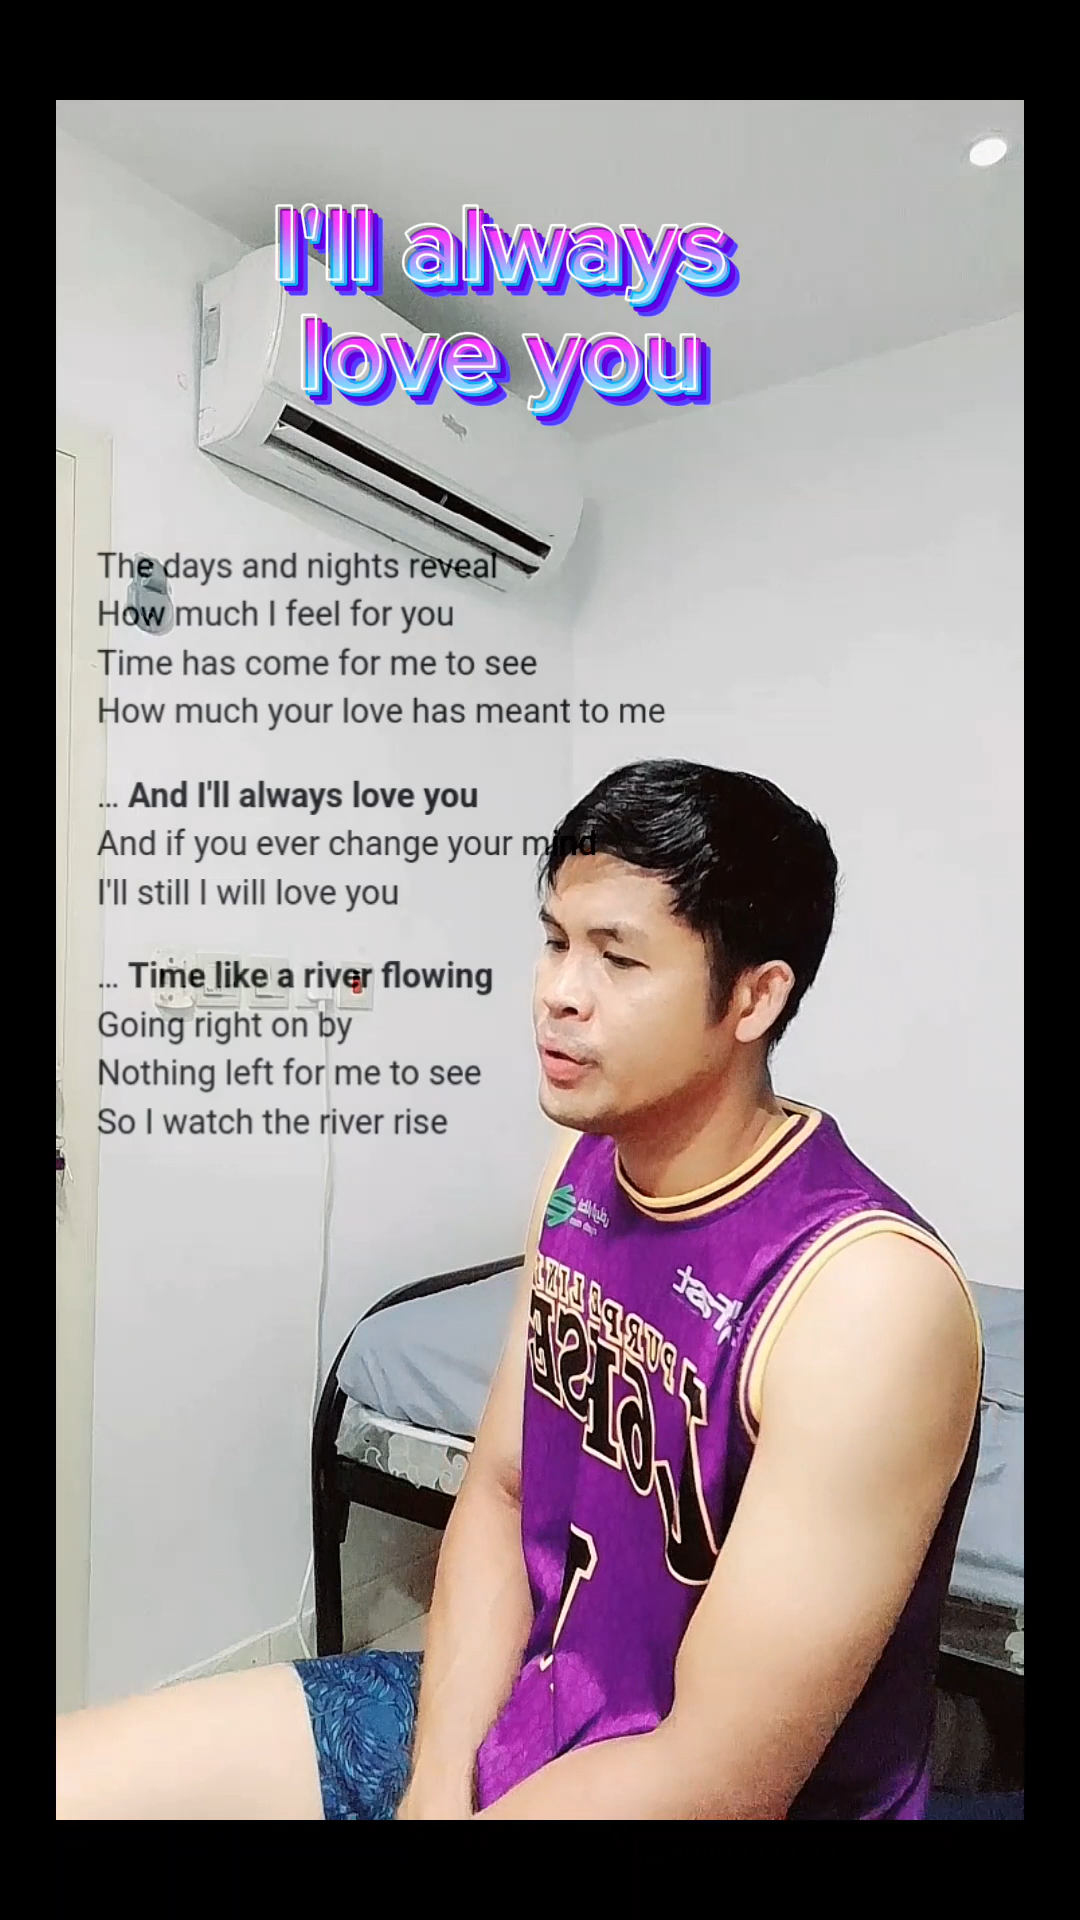 I'll always
love you
The days and nights reveal
How much I feel for you
Time has come for me to see
How much your love has meant to me
... And I'll always love you
And if you ever change your mind
I'll still I will love you
... Time like a river flowing
Going right on by
Nothing left for me to see
So I watch the river rise